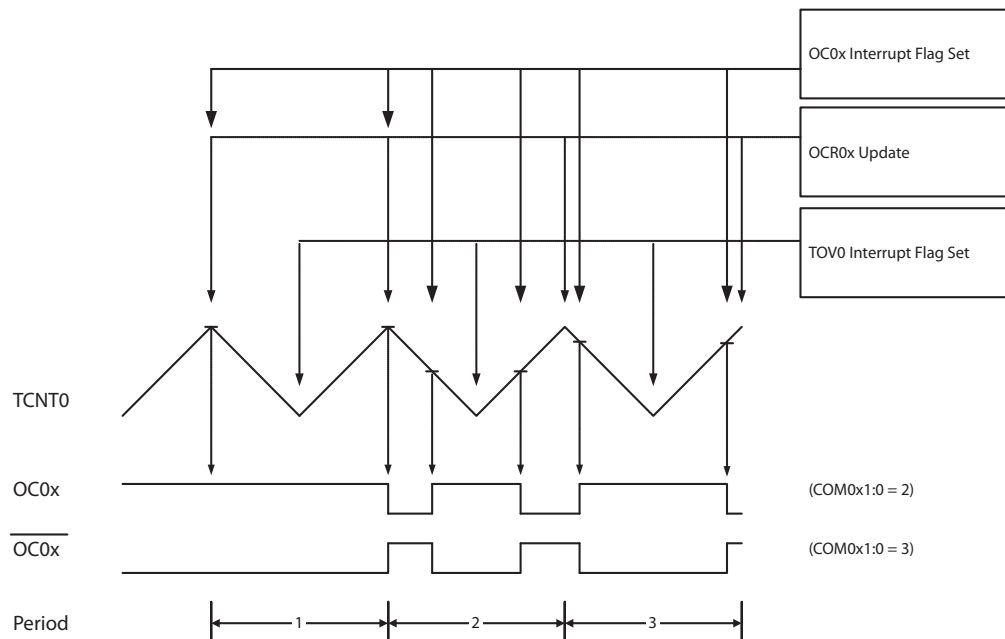 OC0x Interrupt Flag Set
OCR0x Update
TOV0 Interrupt Flag Set
TCNT0
OC0x (COM0x1:0 = 2)
OC0x (COM0x1:0 = 3)
Period 1 2 3